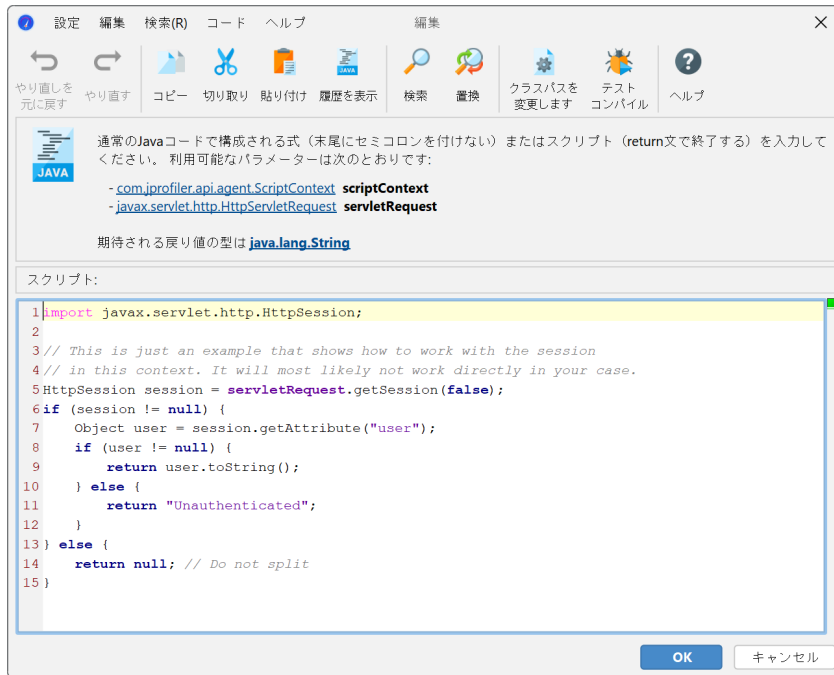 設定 編集 検索(R) コード ヘルプ 編集
やり直しを
元に戻す
やり直す
コピー
切り取り
貼り付け
履歴を表示
検索
置換
クラスパスを
変更します
テスト
コンパイル
ヘルプ
JAVA
JAVA
通常のJavaコードで構成される式（末尾にセミコロンを付けない）またはスクリプト（return文で終了する）を入力して
ください。 利用可能なパラメーターは次のとおりです:
- com.jprofiler.api.agent.ScriptContext scriptContext
- javax.servlet.http.HttpServletRequest servletRequest
期待される戻り値の型は java.lang.String
スクリプト:
1 import javax.servlet.http.HttpSession;
2
3 // This is just an example that shows how to work with the session
4 // in this context. It will most likely not work directly in your case.
5 HttpSession session = servletRequest.getSession(false);
6 if (session != null) {
7     Object user = session.getAttribute("user");
8     if (user != null) {
9         return user.toString();
10     } else {
11         return "Unauthenticated";
12     }
13 } else {
14     return null; // Do not split
15 }
OK キャンセル